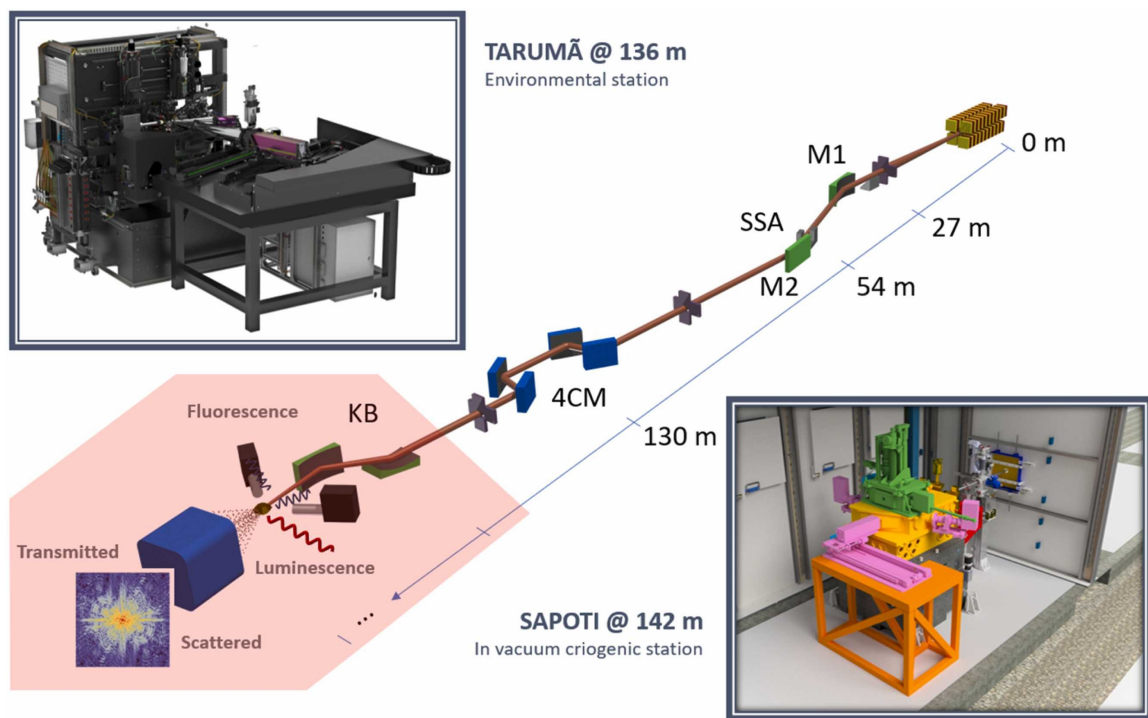 TARUMÃ @ 136 m
Environmental station
0 m
M1
27 m
SSA
M2
54 m
4CM
130 m
KB
Fluorescence
Transmitted
Luminescence
Scattered
...
SAPOTI @ 142 m
In vacuum criogenic station